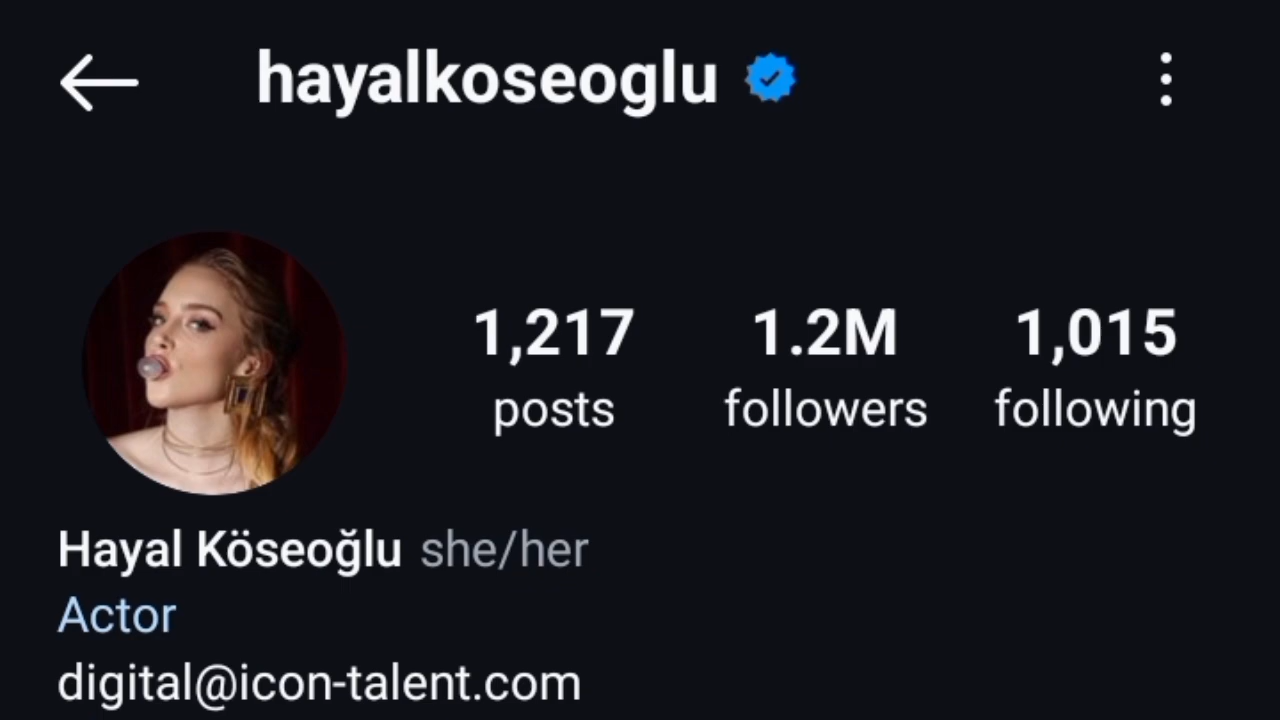 hayalkoseoglu
1,217 1.2M 1,015
posts followers following
Hayal Köseoğlu she/her
Actor
digital@icon-talent.com